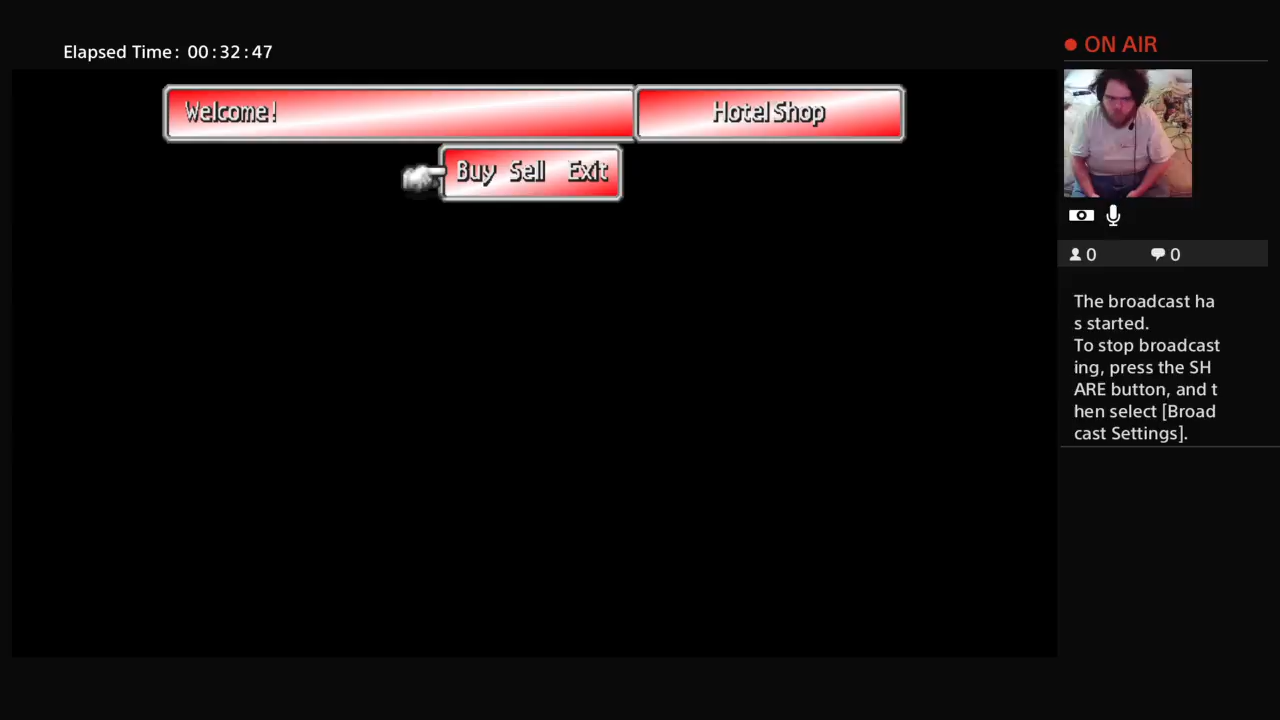 Elapsed Time: 00:32:47
ON AIR
Welcome!
Hotel Shop
Buy Sell Exit
0 0
The broadcast ha
s started.
To stop broadcast
ing, press the SH
ARE button, and t
hen select [Broad
cast Settings].